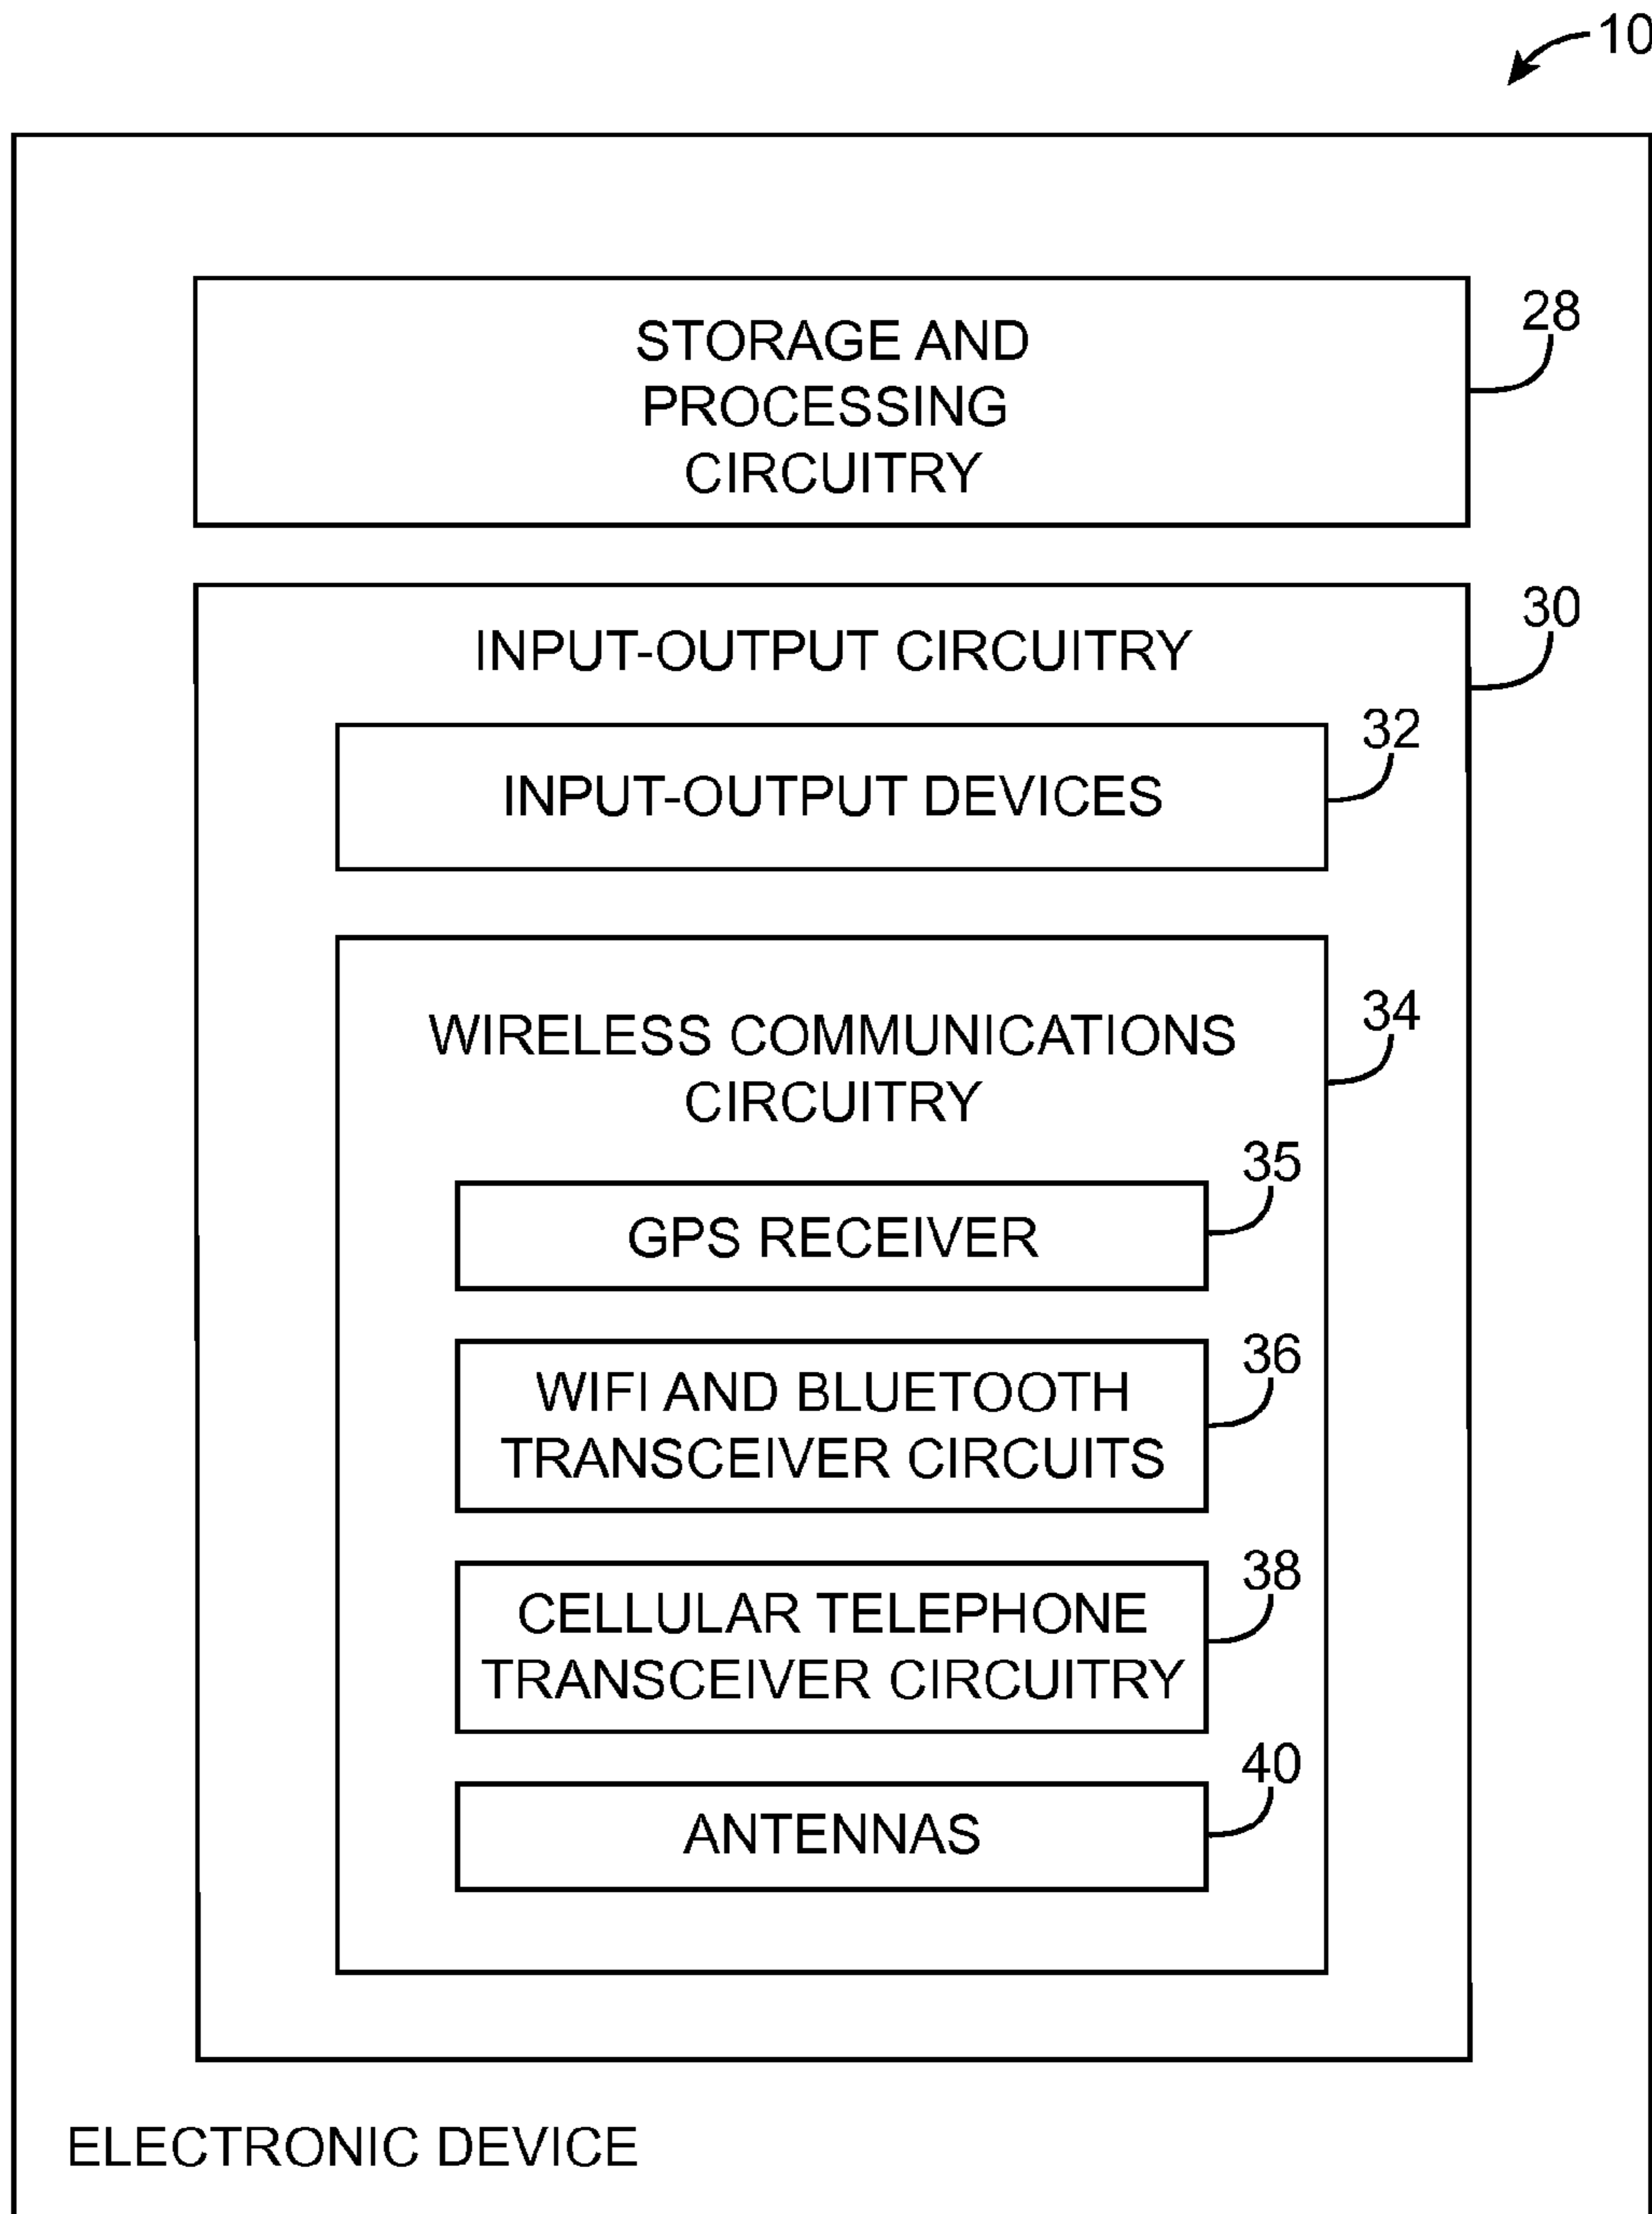 10
STORAGE AND
PROCESSING
CIRCUITRY
28
INPUT-OUTPUT CIRCUITRY
30
INPUT-OUTPUT DEVICES
32
WIRELESS COMMUNICATIONS
CIRCUITRY
34
GPS RECEIVER
35
WIFI AND BLUETOOTH
TRANSCEIVER CIRCUITS
36
CELLULAR TELEPHONE
TRANSCEIVER CIRCUITRY
38
ANTENNAS
40
ELECTRONIC DEVICE